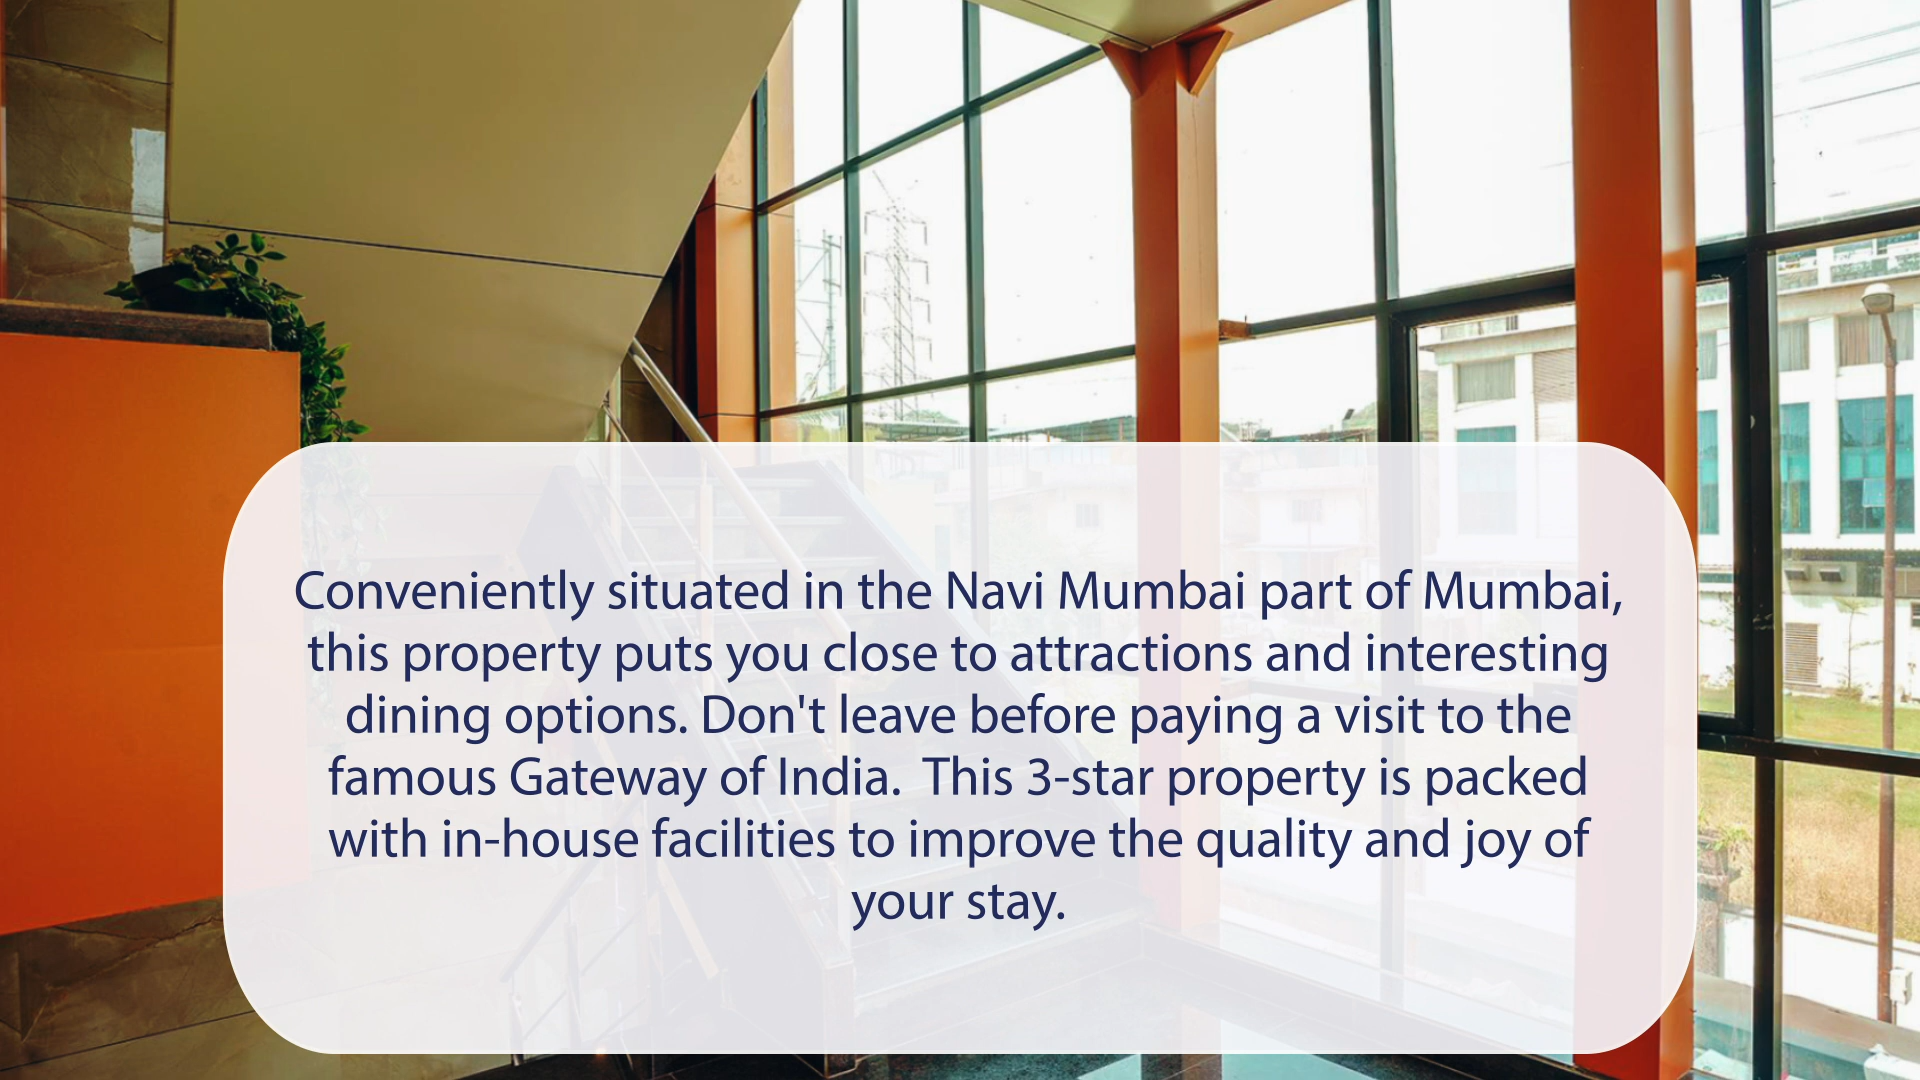 Conveniently situated in the Navi Mumbai part of Mumbai,
this property puts you close to attractions and interesting
dining options. Don't leave before paying a visit to the
famous Gateway of India.  This 3-star property is packed
with in-house facilities to improve the quality and joy of
your stay.